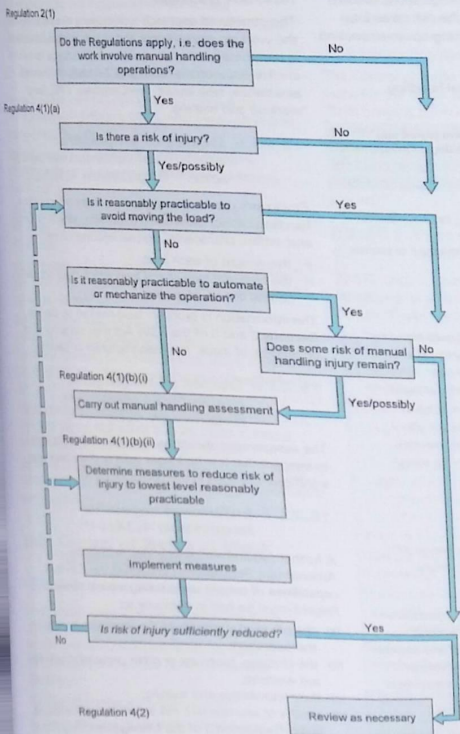 Regulation 2(1)
Do the Regulations apply, i.e. does the
work involve manual handling
operations?
No
Yes
Regulation 4(1)(a)
Is there a risk of injury?
No
Yes/possibly
Is it reasonably practicable to
avoid moving the load?
Yes
No
Is it reasonably practicable to automate
or mechanize the operation?
Yes
No
Does some risk of manual
handling injury remain?
No
Regulation 4(1)(b)(i)
Carry out manual handling assessment
Yes/possibly
Regulation 4(1)(b)(ii)
Determine measures to reduce risk of
injury to lowest level reasonably
practicable
Implement measures
Is risk of injury sufficiently reduced?
Yes
No
Regulation 4(2)
Review as necessary